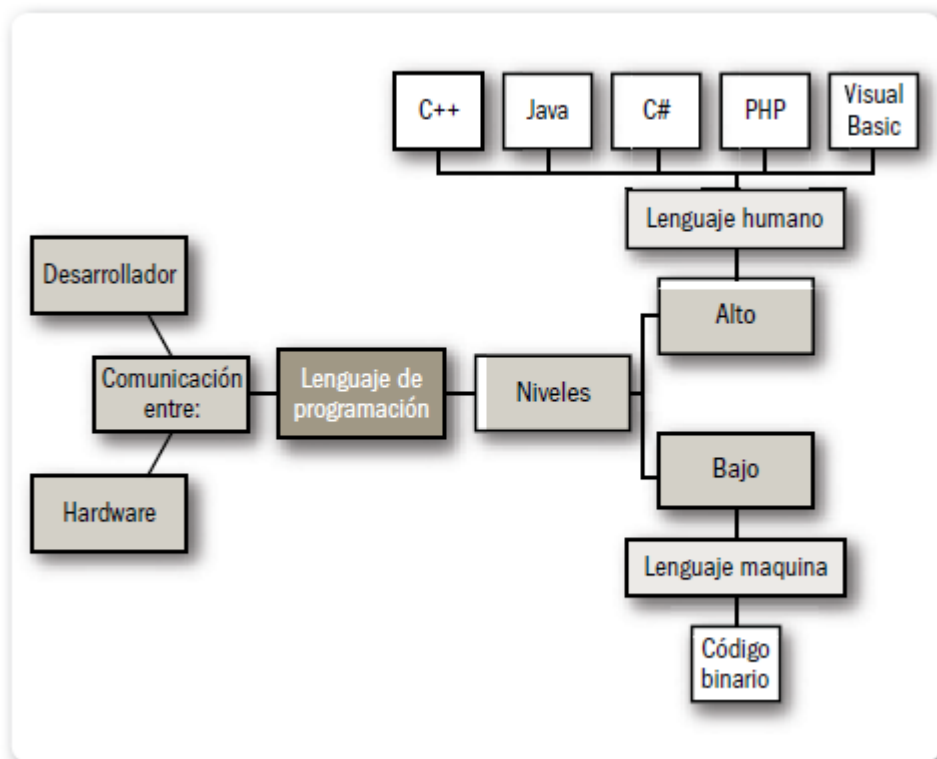 C++
Java
C#
PHP
Visual
Basic
Lenguaje humano
Alto
Desarrollador
Comunicación
entre:
Hardware
Lenguaje de
programación
Niveles
Bajo
Lenguaje maquina
Código
binario